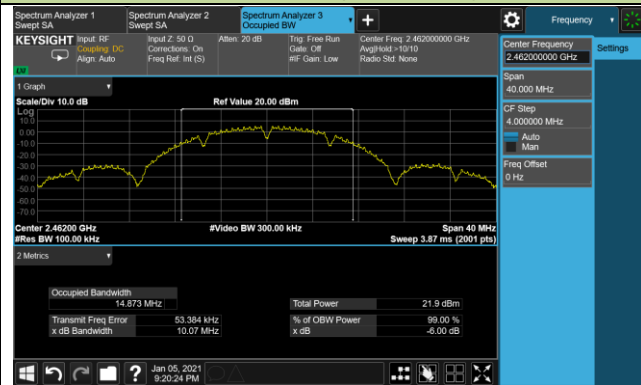 Spectrum Analyzer 1
Swept SA
Spectrum Analyzer 2
Swept SA
Spectrum Analyzer 3
Occupied BW
Frequency
KEYSIGHT
Input: RF
Coupling: DC
Align: Auto
Input Z: 50 Ω
Corrections: On
Freq Ref: Int (S)
Atten: 20 dB
Trig: Free Run
Gate: Off
#IF Gain: Low
Center Freq: 2.462000000 GHz
Avg|Hold:>10/10
Radio Std: None
Center Frequency
2.462000000 GHz
Settings
Span
40.000 MHz
CF Step
4.000000 MHz
Auto
Man
Freq Offset
0 Hz
1 Graph
Scale/Div 10.0 dB
Ref Value 20.00 dBm
Log
10.0
0.00
-10.0
-20.0
-30.0
-40.0
-50.0
-60.0
-70.0
Center 2.46200 GHz
#Video BW 300.00 kHz
Span 40 MHz
#Res BW 100.00 kHz
Sweep 3.87 ms (2001 pts)
2 Metrics
Occupied Bandwidth
14.873 MHz
Total Power
21.9 dBm
Transmit Freq Error
53.384 kHz
% of OBW Power
99.00 %
x dB Bandwidth
10.07 MHz
x dB
-6.00 dB
?
Jan 05, 2021
9:20:24 PM